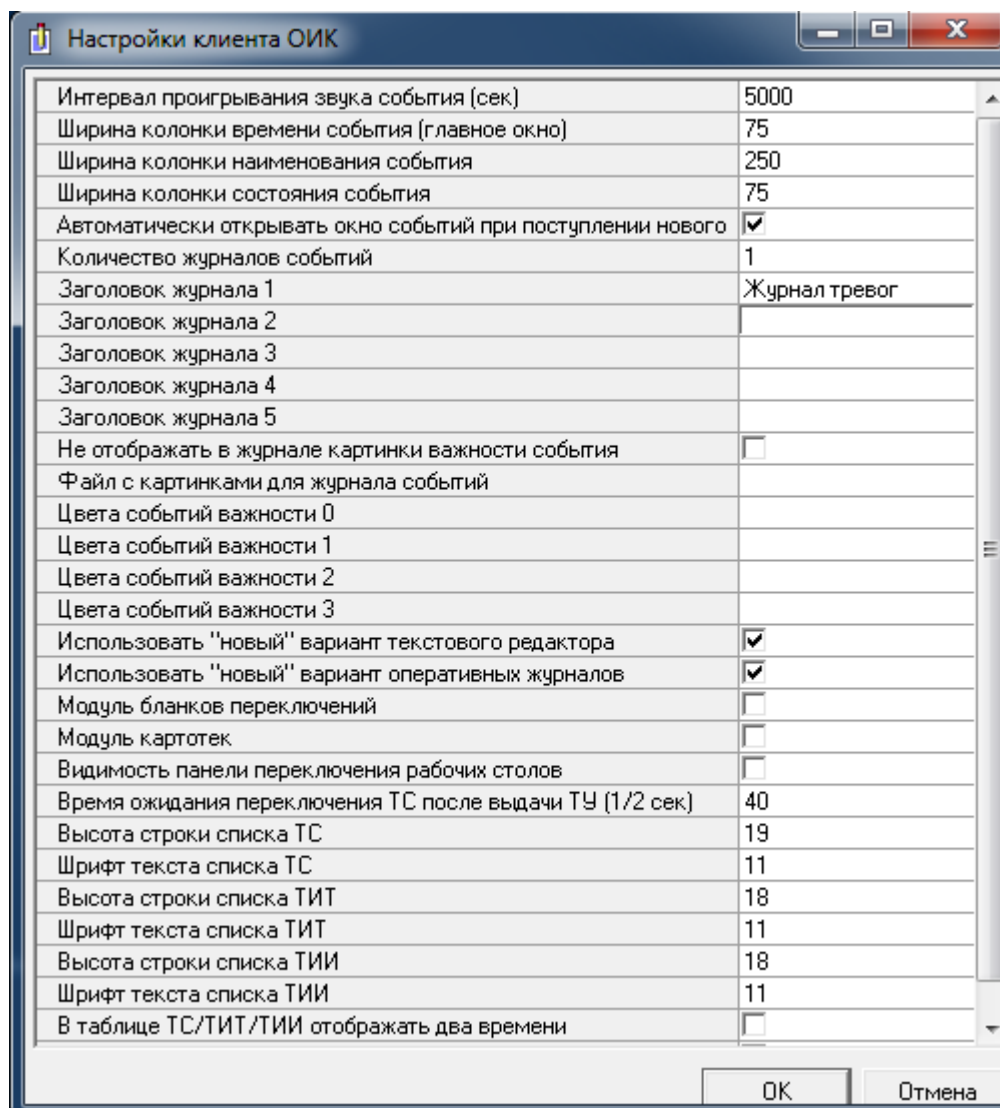 Настройки клиента ОИК
Интервал проигрывания звука события (сек) 5000
Ширина колонки времени события (главное окно) 75
Ширина колонки наименования события 250
Ширина колонки состояния события 75
Автоматически открывать окно событий при поступлении нового
Количество журналов событий 1
Заголовок журнала 1 Журнал тревог
Заголовок журнала 2
Заголовок журнала 3
Заголовок журнала 4
Заголовок журнала 5
Не отображать в журнале картинки важности события
Файл с картинками для журнала событий
Цвета событий важности 0
Цвета событий важности 1
Цвета событий важности 2
Цвета событий важности 3
Использовать "новый" вариант текстового редактора
Использовать "новый" вариант оперативных журналов
Модуль бланков переключений
Модуль картотек
Видимость панели переключения рабочих столов
Время ожидания переключения ТС после выдачи ТУ (1/2 сек) 40
Высота строки списка ТС 19
Шрифт текста списка ТС 11
Высота строки списка ТИТ 18
Шрифт текста списка ТИТ 11
Высота строки списка ТИИ 18
Шрифт текста списка ТИИ 11
В таблице ТС/ТИТ/ТИИ отображать два времени
ОК Отмена